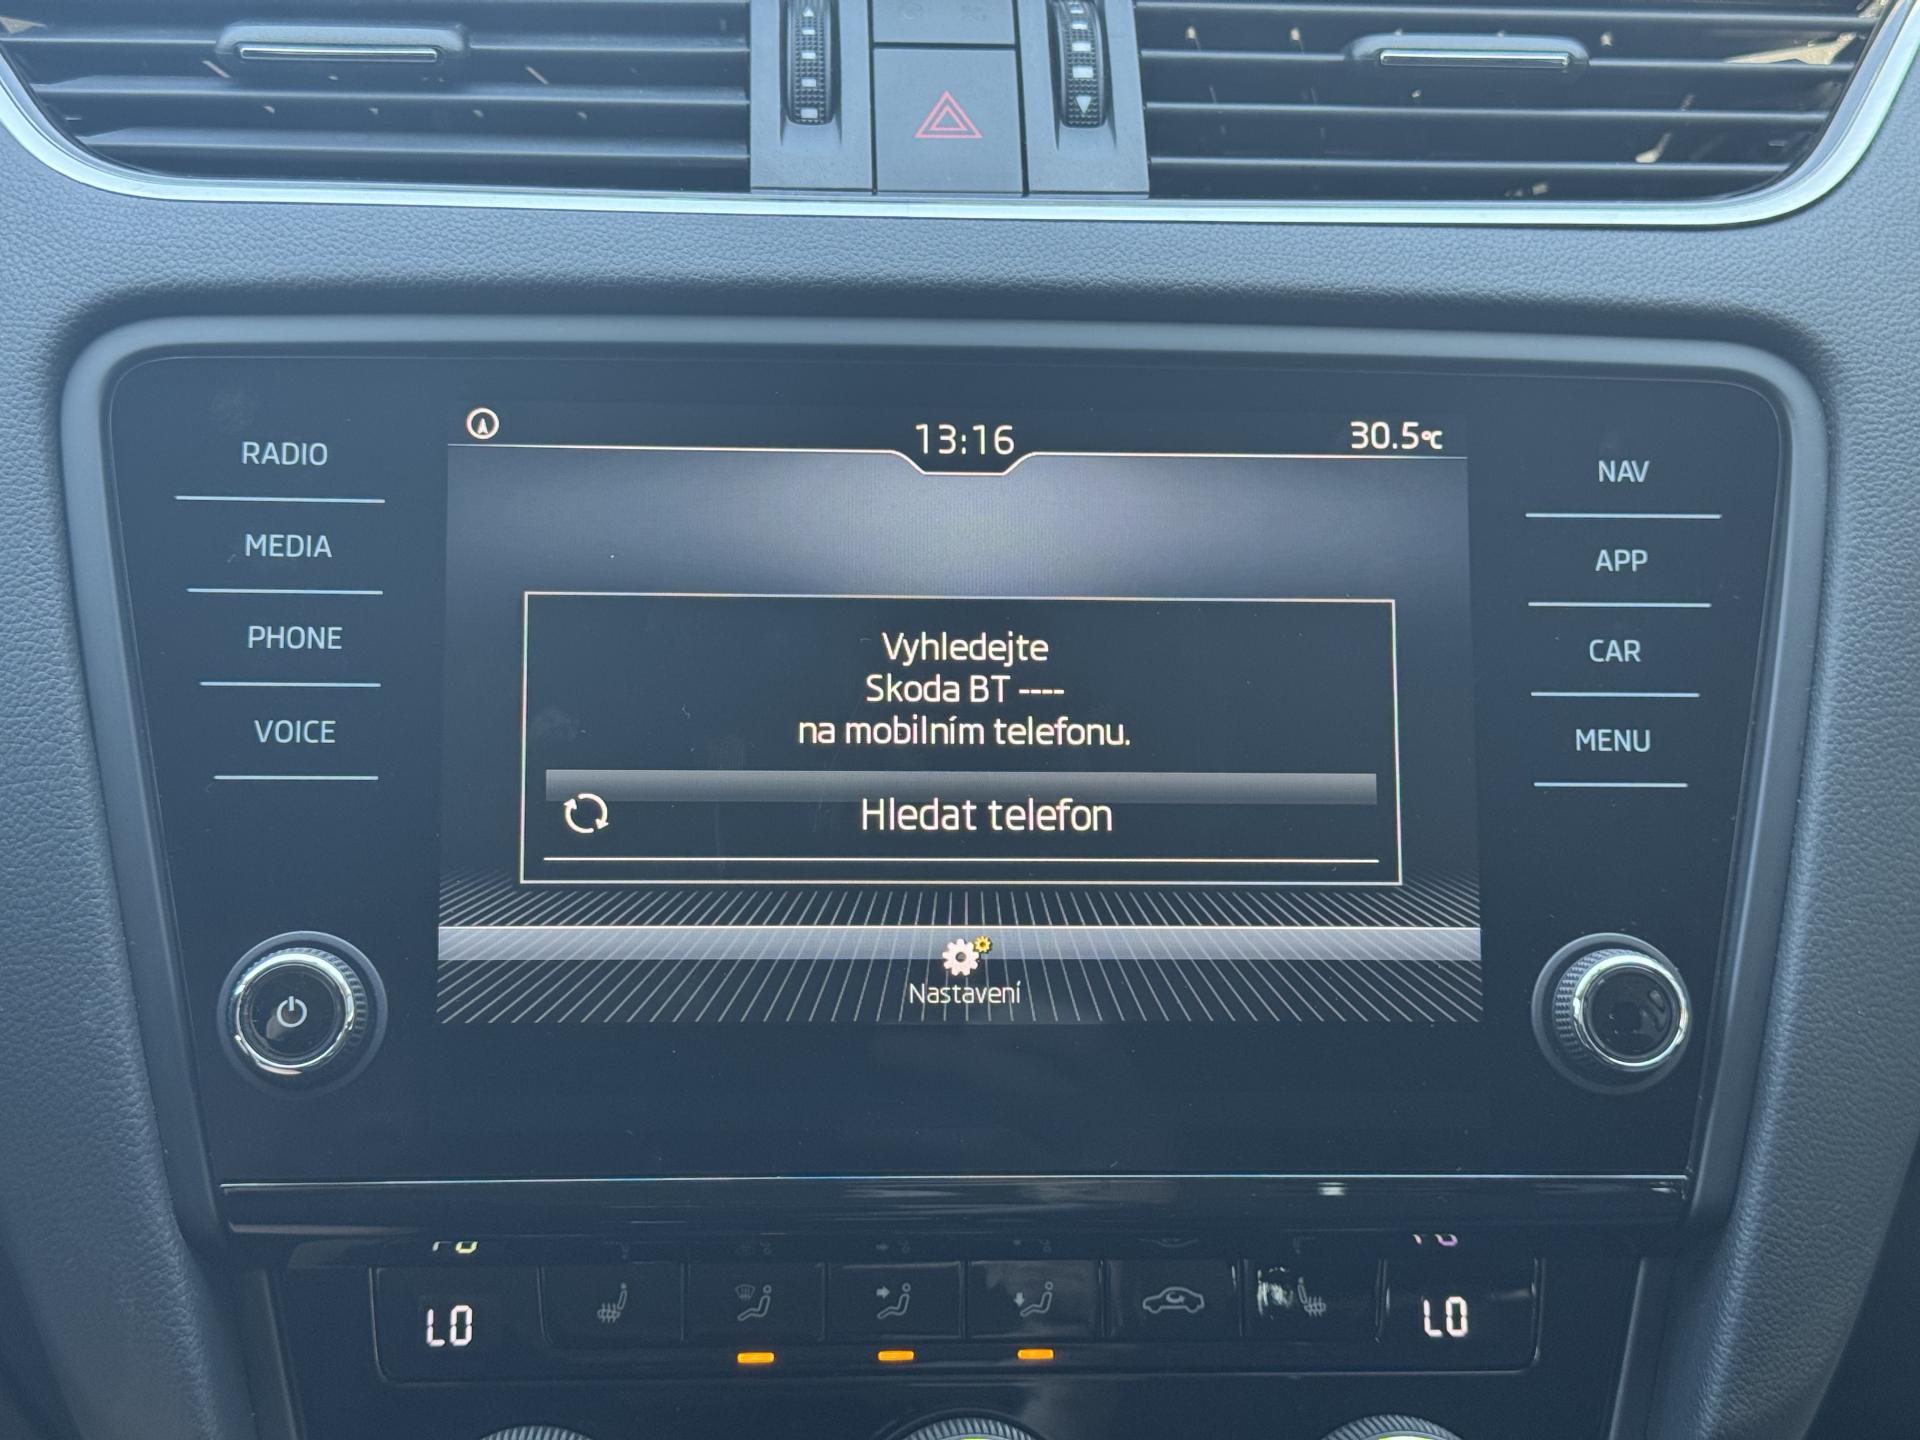 13:16
30.5°C
RADIO
MEDIA
PHONE
VOICE
NAV
APP
CAR
MENU
Vyhledejte
Skoda BT ----
na mobilním telefonu.
Hledat telefon
Nastavení
LO
LO